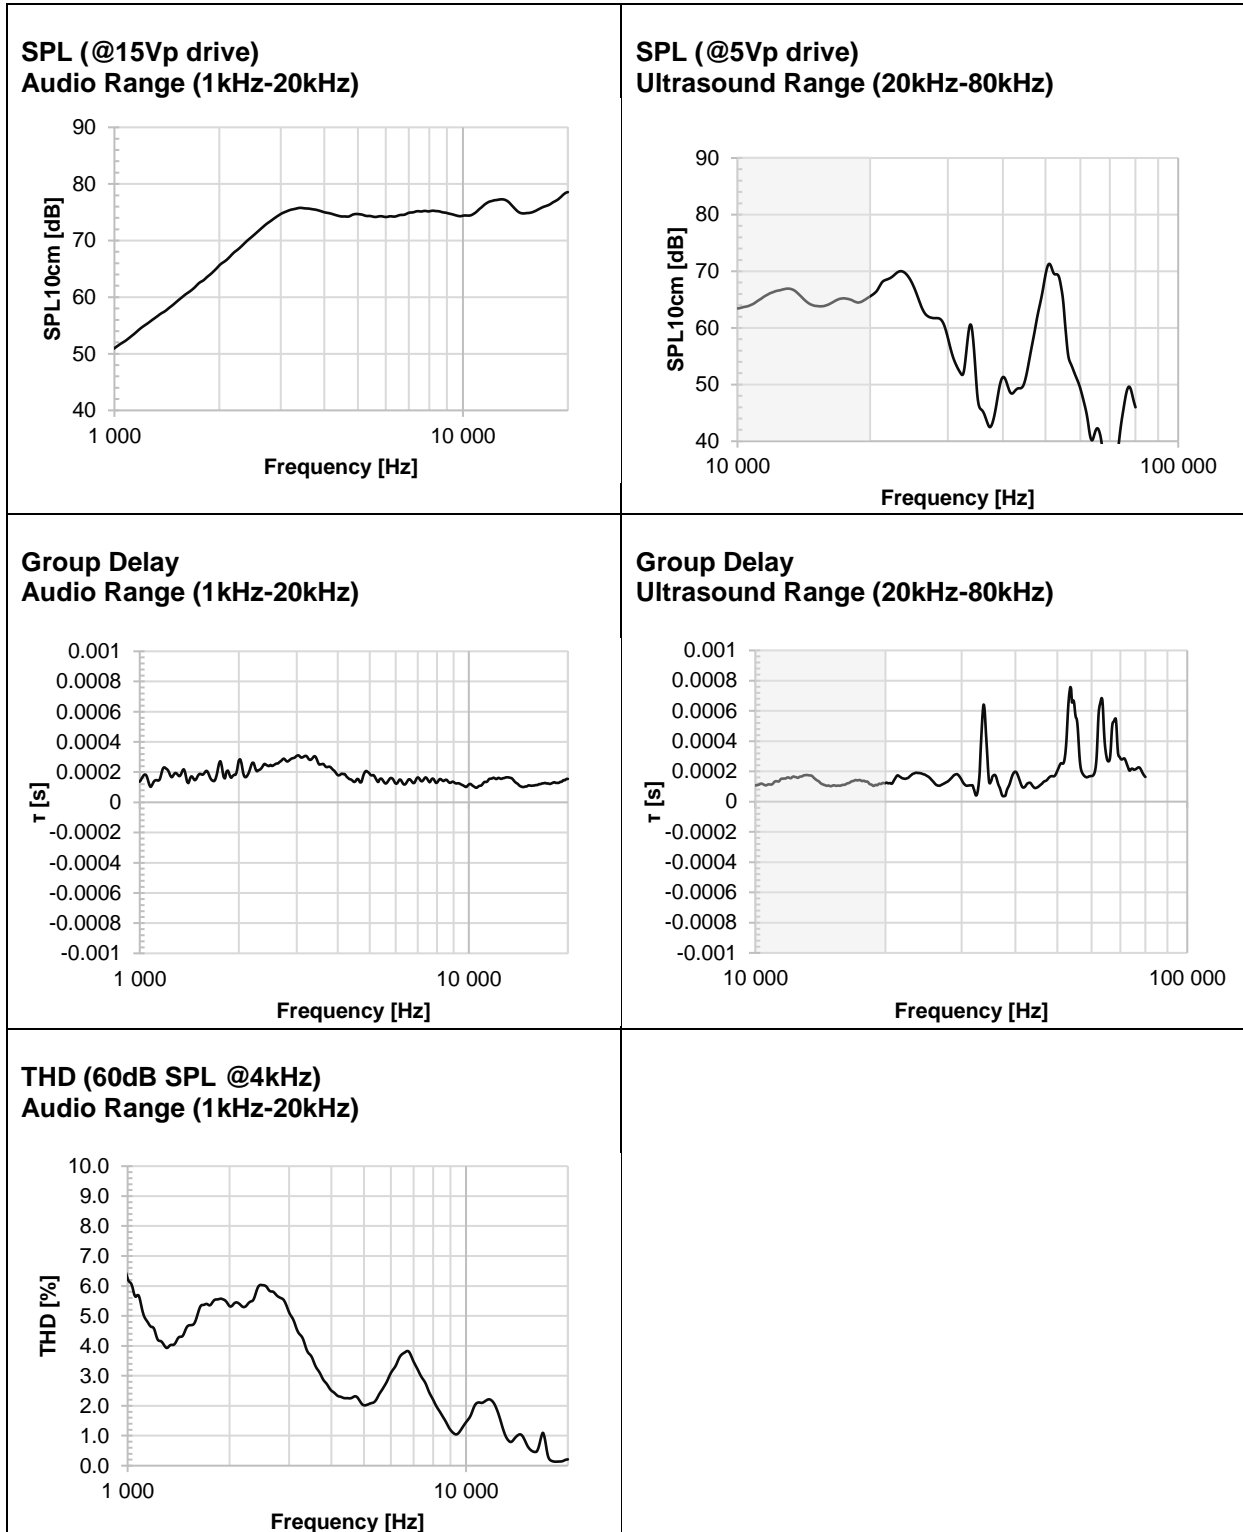 SPL (@15Vp drive)
Audio Range (1kHz-20kHz)
90
80
70
60
50
40
SPL10cm [dB]
1 000
10 000
Frequency [Hz]
SPL (@5Vp drive)
Ultrasound Range (20kHz-80kHz)
90
80
70
60
50
40
SPL10cm [dB]
10 000
100 000
Frequency [Hz]
Group Delay
Audio Range (1kHz-20kHz)
0.001
0.0008
0.0006
0.0004
0.0002
0
-0.0002
-0.0004
-0.0006
-0.0008
-0.001
τ [s]
1 000
10 000
Frequency [Hz]
Group Delay
Ultrasound Range (20kHz-80kHz)
0.001
0.0008
0.0006
0.0004
0.0002
0
-0.0002
-0.0004
-0.0006
-0.0008
-0.001
τ [s]
10 000
100 000
Frequency [Hz]
THD (60dB SPL @4kHz)
Audio Range (1kHz-20kHz)
10.0
9.0
8.0
7.0
6.0
5.0
4.0
3.0
2.0
1.0
0.0
THD [%]
1 000
10 000
Frequency [Hz]